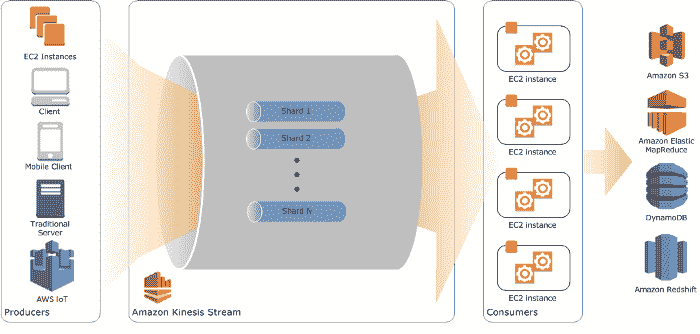 EC2 Instances
Client
Mobile Client
Traditional
Server
AWS IoT
Producers
Shard 1
Shard 2
Shard N
Amazon Kinesis Stream
EC2 instance
EC2 instance
EC2 instance
EC2 instance
Consumers
Amazon S3
Amazon Elastic
MapReduce
DynamoDB
Amazon Redshift